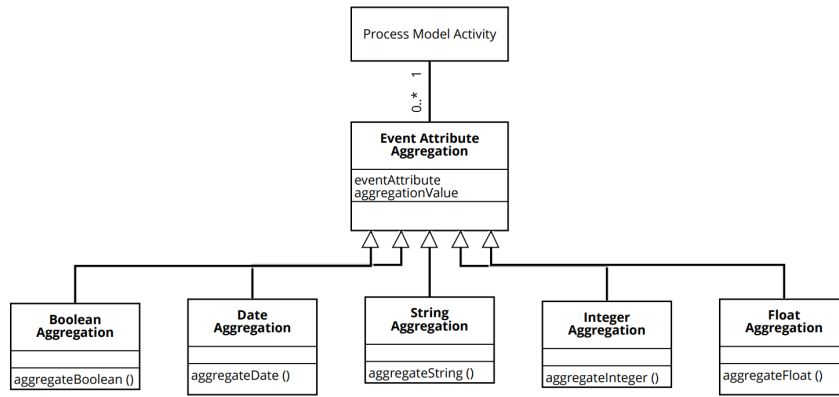 Process Model Activity
1
0..*
Event Attribute
Aggregation
eventAttribute
aggregationValue
Boolean
Aggregation
aggregateBoolean ()
Date
Aggregation
aggregateDate ()
String
Aggregation
aggregateString ()
Integer
Aggregation
aggregateInteger ()
Float
Aggregation
aggregateFloat ()